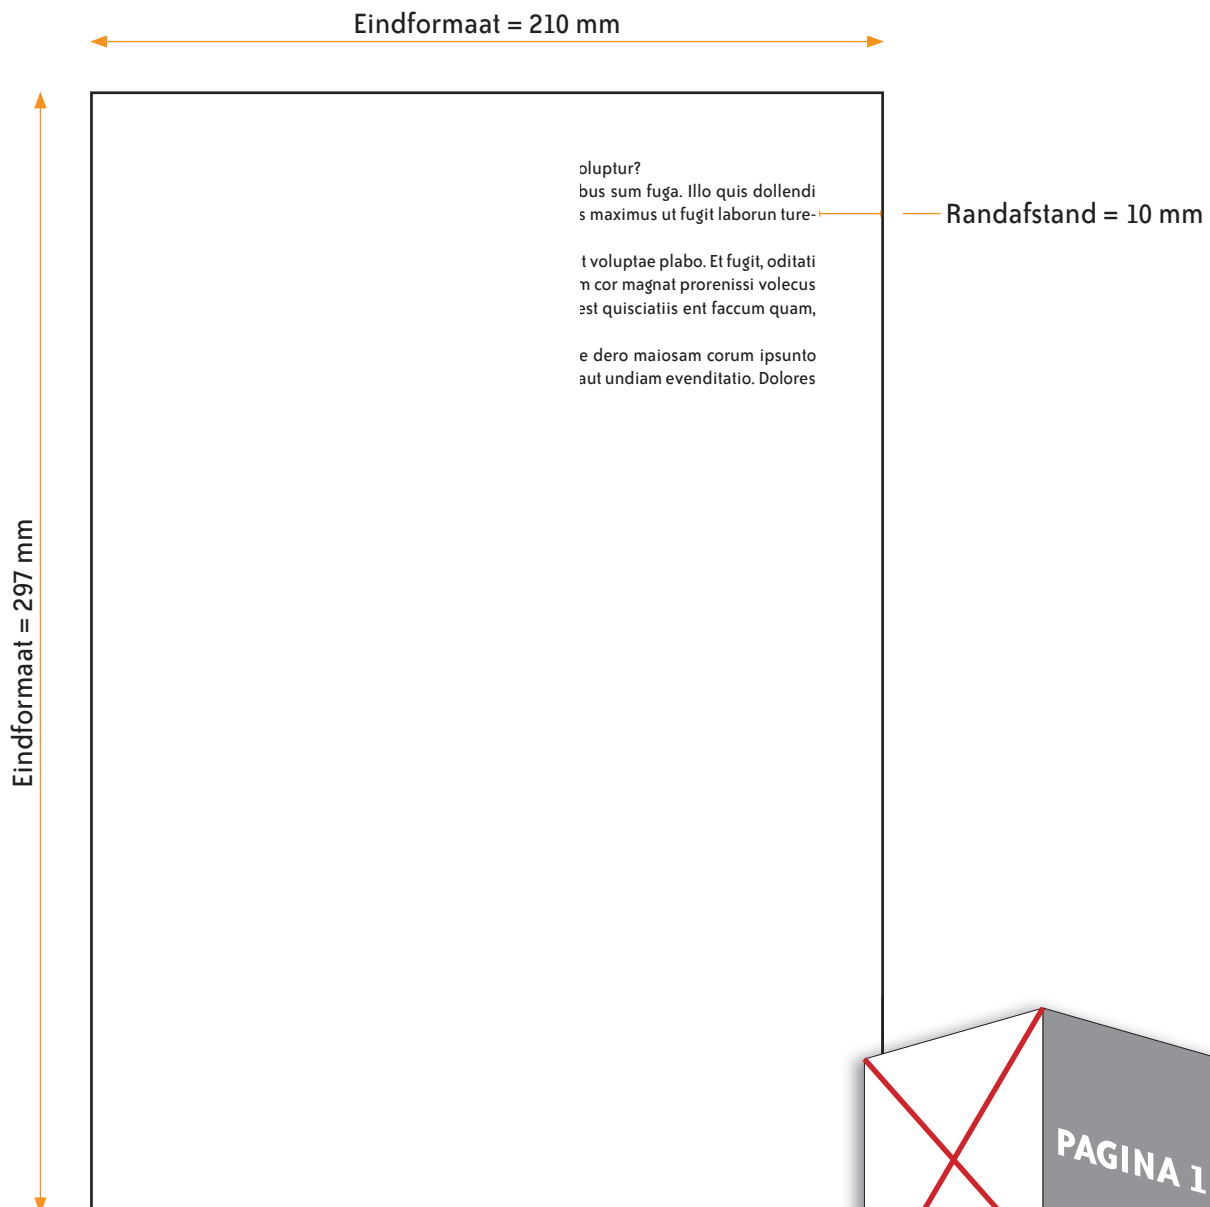 Eindformaat = 210 mm
oluptur?
bus sum fuga. Illo quis dollendi
s maximus ut fugit laborun ture-
Randafstand = 10 mm
t voluptae plabo. Et fugit, oditati
m cor magnat prorenissi volecus
est quisciatiis ent faccum quam,
e dero maiosam corum ipsunto
aut undiam evenditatio. Dolores
Eindformaat = 297 mm
PAGINA 1